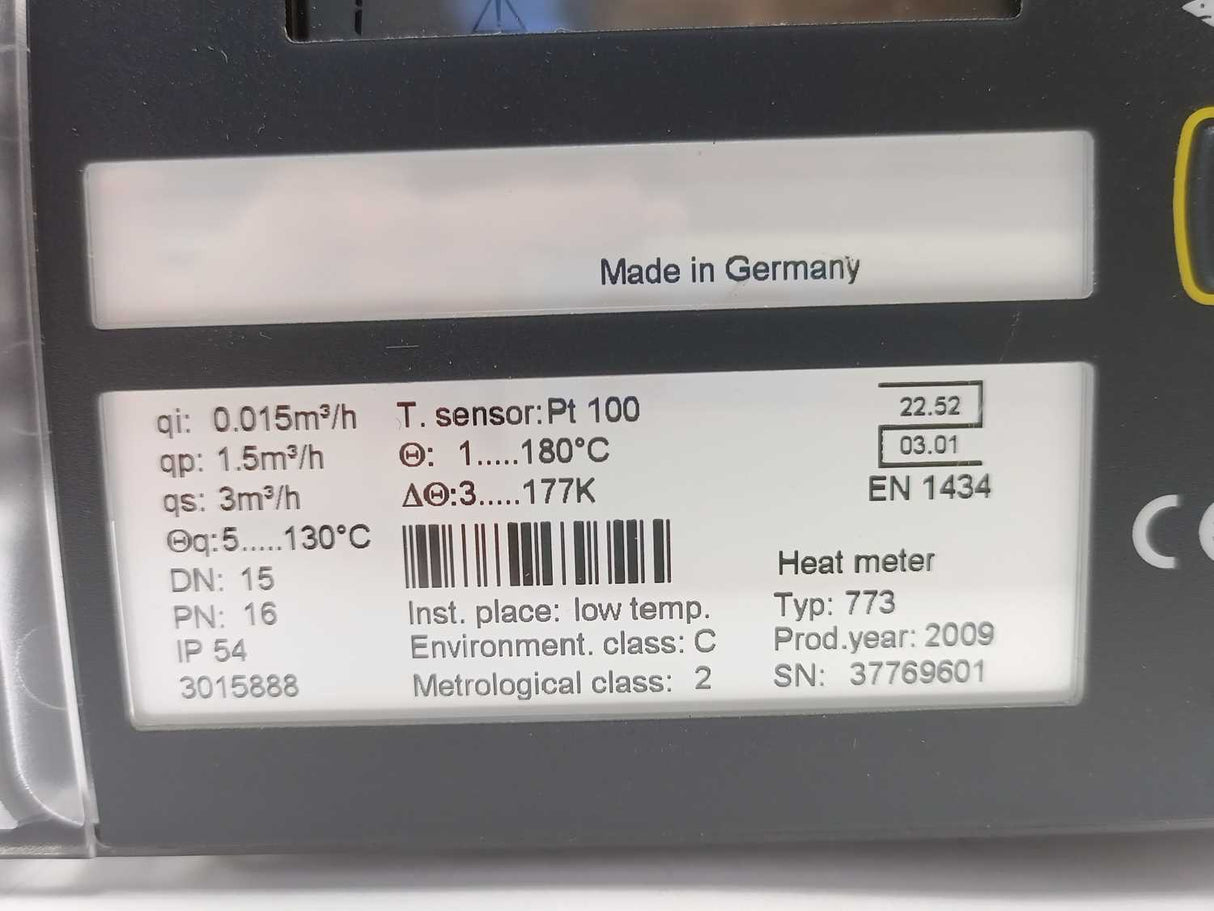 Made in Germany
qi: 0.015m³/h
qp: 1.5m³/h
qs: 3m³/h
Θq:5.....130°C
DN: 15
PN: 16
IP 54
3015888
T. sensor:Pt 100
Θ: 1.....180°C
ΔΘ:3.....177K
Inst. place: low temp.
Environment. class: C
Metrological class: 2
22.52
03.01
EN 1434
Heat meter
Typ: 773
Prod.year: 2009
SN: 37769601